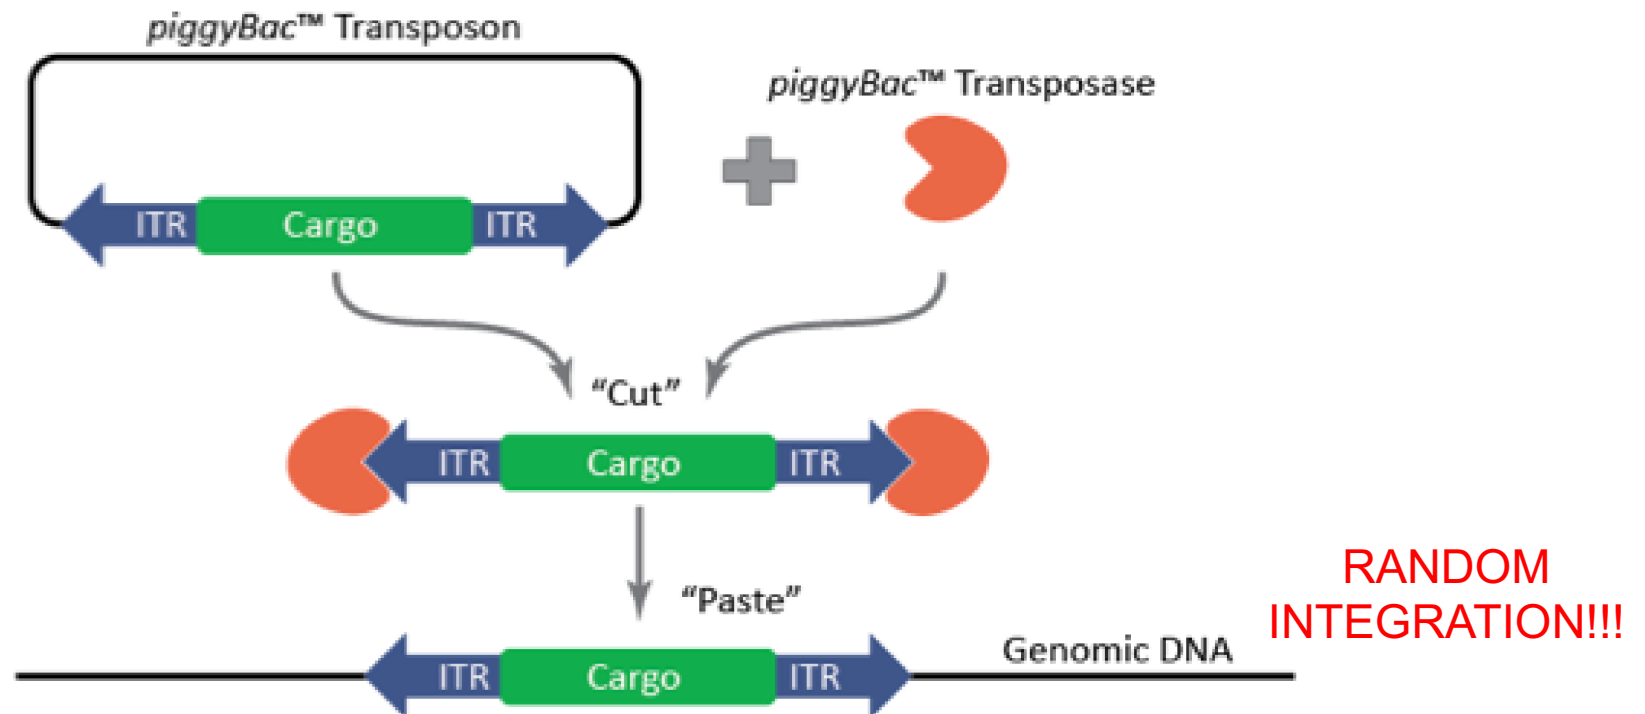 piggyBac™ Transposon
piggyBac™ Transposase
ITR Cargo ITR
“Cut”
ITR Cargo ITR
“Paste”
RANDOM
INTEGRATION!!!
Genomic DNA
ITR Cargo ITR